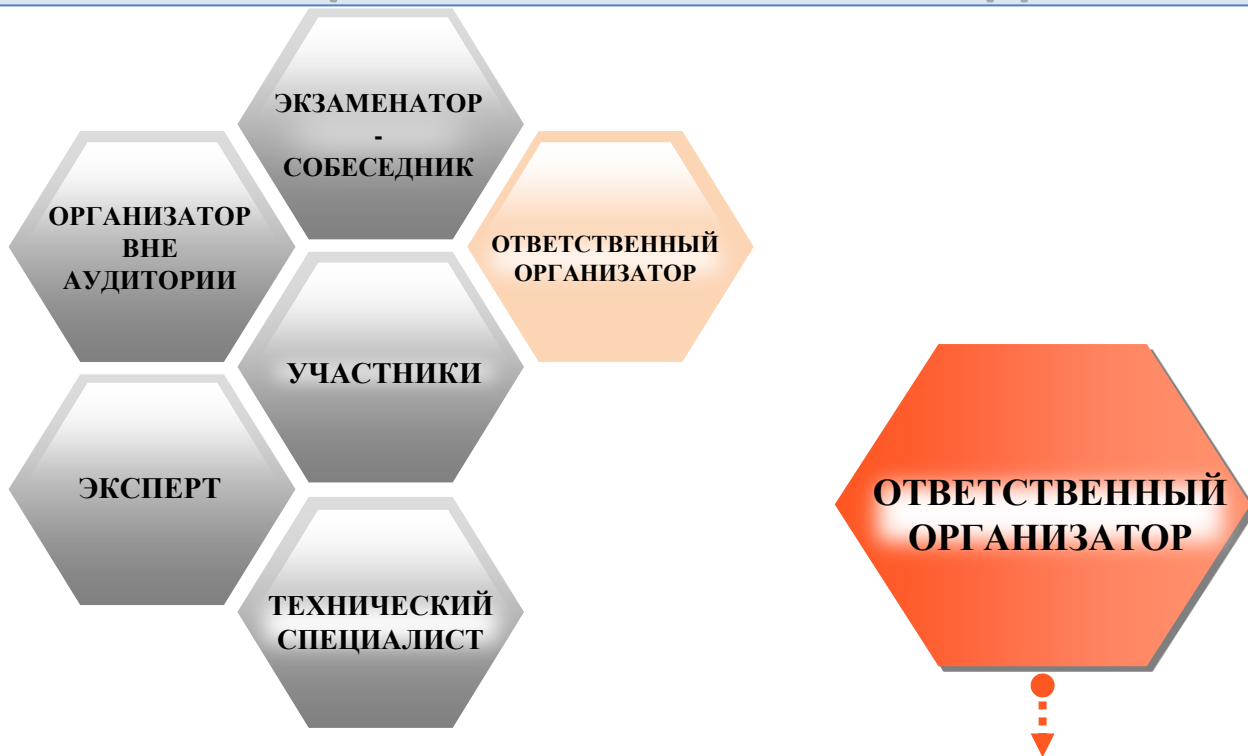 ЭКЗАМЕНАТОР
-
СОБЕСЕДНИК
ОРГАНИЗАТОР
ВНЕ
АУДИТОРИИ
ОТВЕТСТВЕННЫЙ
ОРГАНИЗАТОР
УЧАСТНИКИ
ЭКСПЕРТ
ТЕХНИЧЕСКИЙ
СПЕЦИАЛИСТ
ОТВЕТСТВЕННЫЙ
ОРГАНИЗАТОР